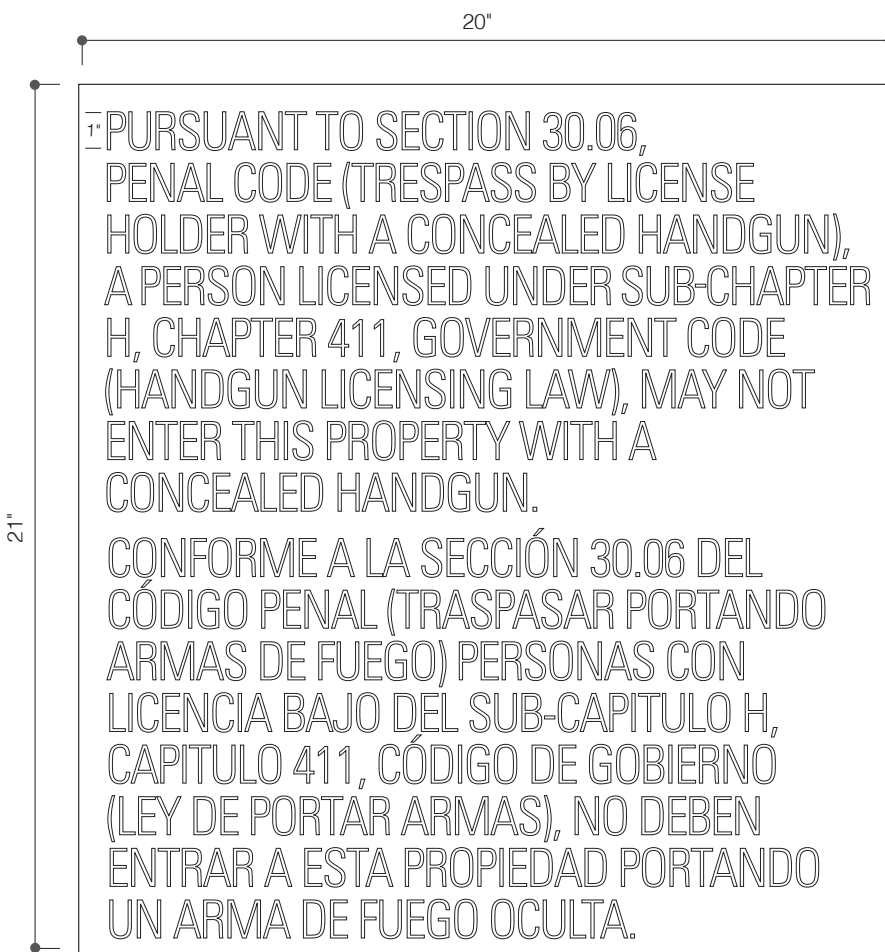 20"
21"
1"
PURSUANT TO SECTION 30.06,
PENAL CODE (TRESPASS BY LICENSE
HOLDER WITH A CONCEALED HANDGUN),
A PERSON LICENSED UNDER SUB-CHAPTER
H, CHAPTER 411, GOVERNMENT CODE
(HANDGUN LICENSING LAW), MAY NOT
ENTER THIS PROPERTY WITH A
CONCEALED HANDGUN.
CONFORME A LA SECCIÓN 30.06 DEL
CÓDIGO PENAL (TRASPASAR PORTANDO
ARMAS DE FUEGO) PERSONAS CON
LICENCIA BAJO DEL SUB-CAPITULO H,
CAPITULO 411, CÓDIGO DE GOBIERNO
(LEY DE PORTAR ARMAS), NO DEBEN
ENTRAR A ESTA PROPIEDAD PORTANDO
UN ARMA DE FUEGO OCULTA.